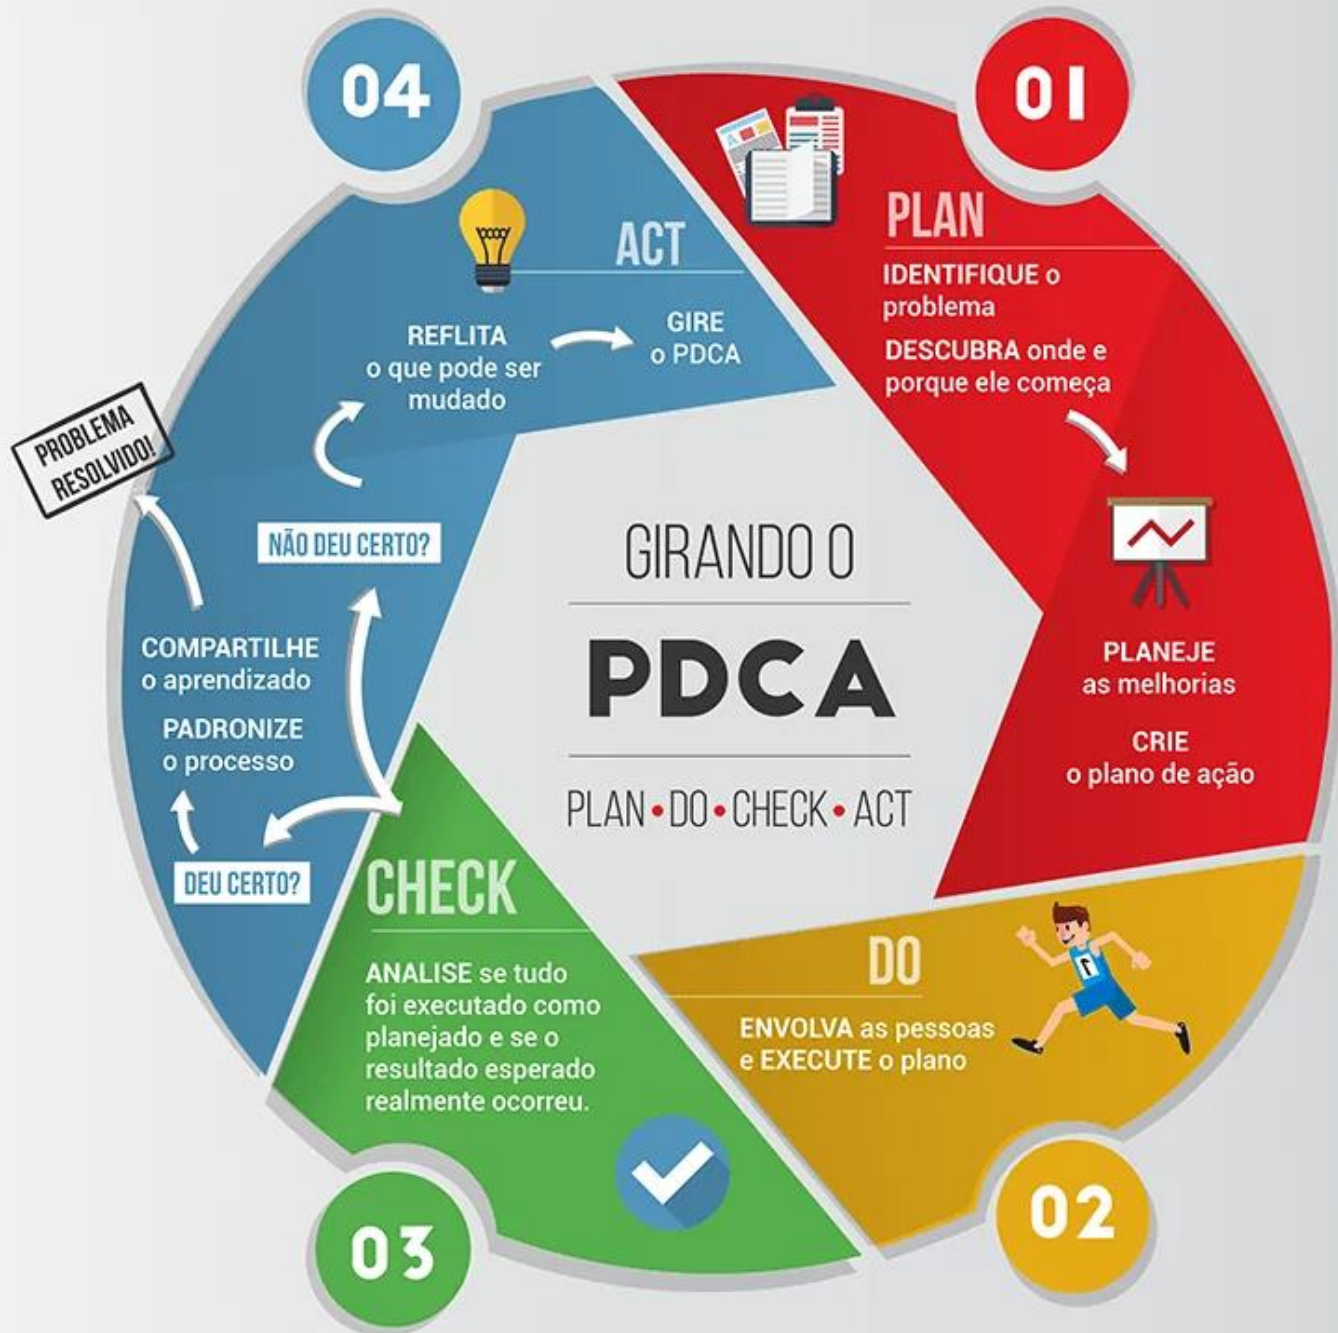 GIRANDO O
PDCA
PLAN • DO • CHECK • ACT
01
PLAN
IDENTIFIQUE o
problema
DESCUBRA onde e
porque ele começa
PLANEJE
as melhorias
CRIE
o plano de ação
02
DO
ENVOLVA as pessoas
e EXECUTE o plano
1
03
CHECK
ANALISE se tudo
foi executado como
planejado e se o
resultado esperado
realmente ocorreu.
04
ACT
DEU CERTO?
PADRONIZE
o processo
COMPARTILHE
o aprendizado
PROBLEMA
RESOLVIDO!
NÃO DEU CERTO?
REFLITA
o que pode ser
mudado
GIRE
o PDCA